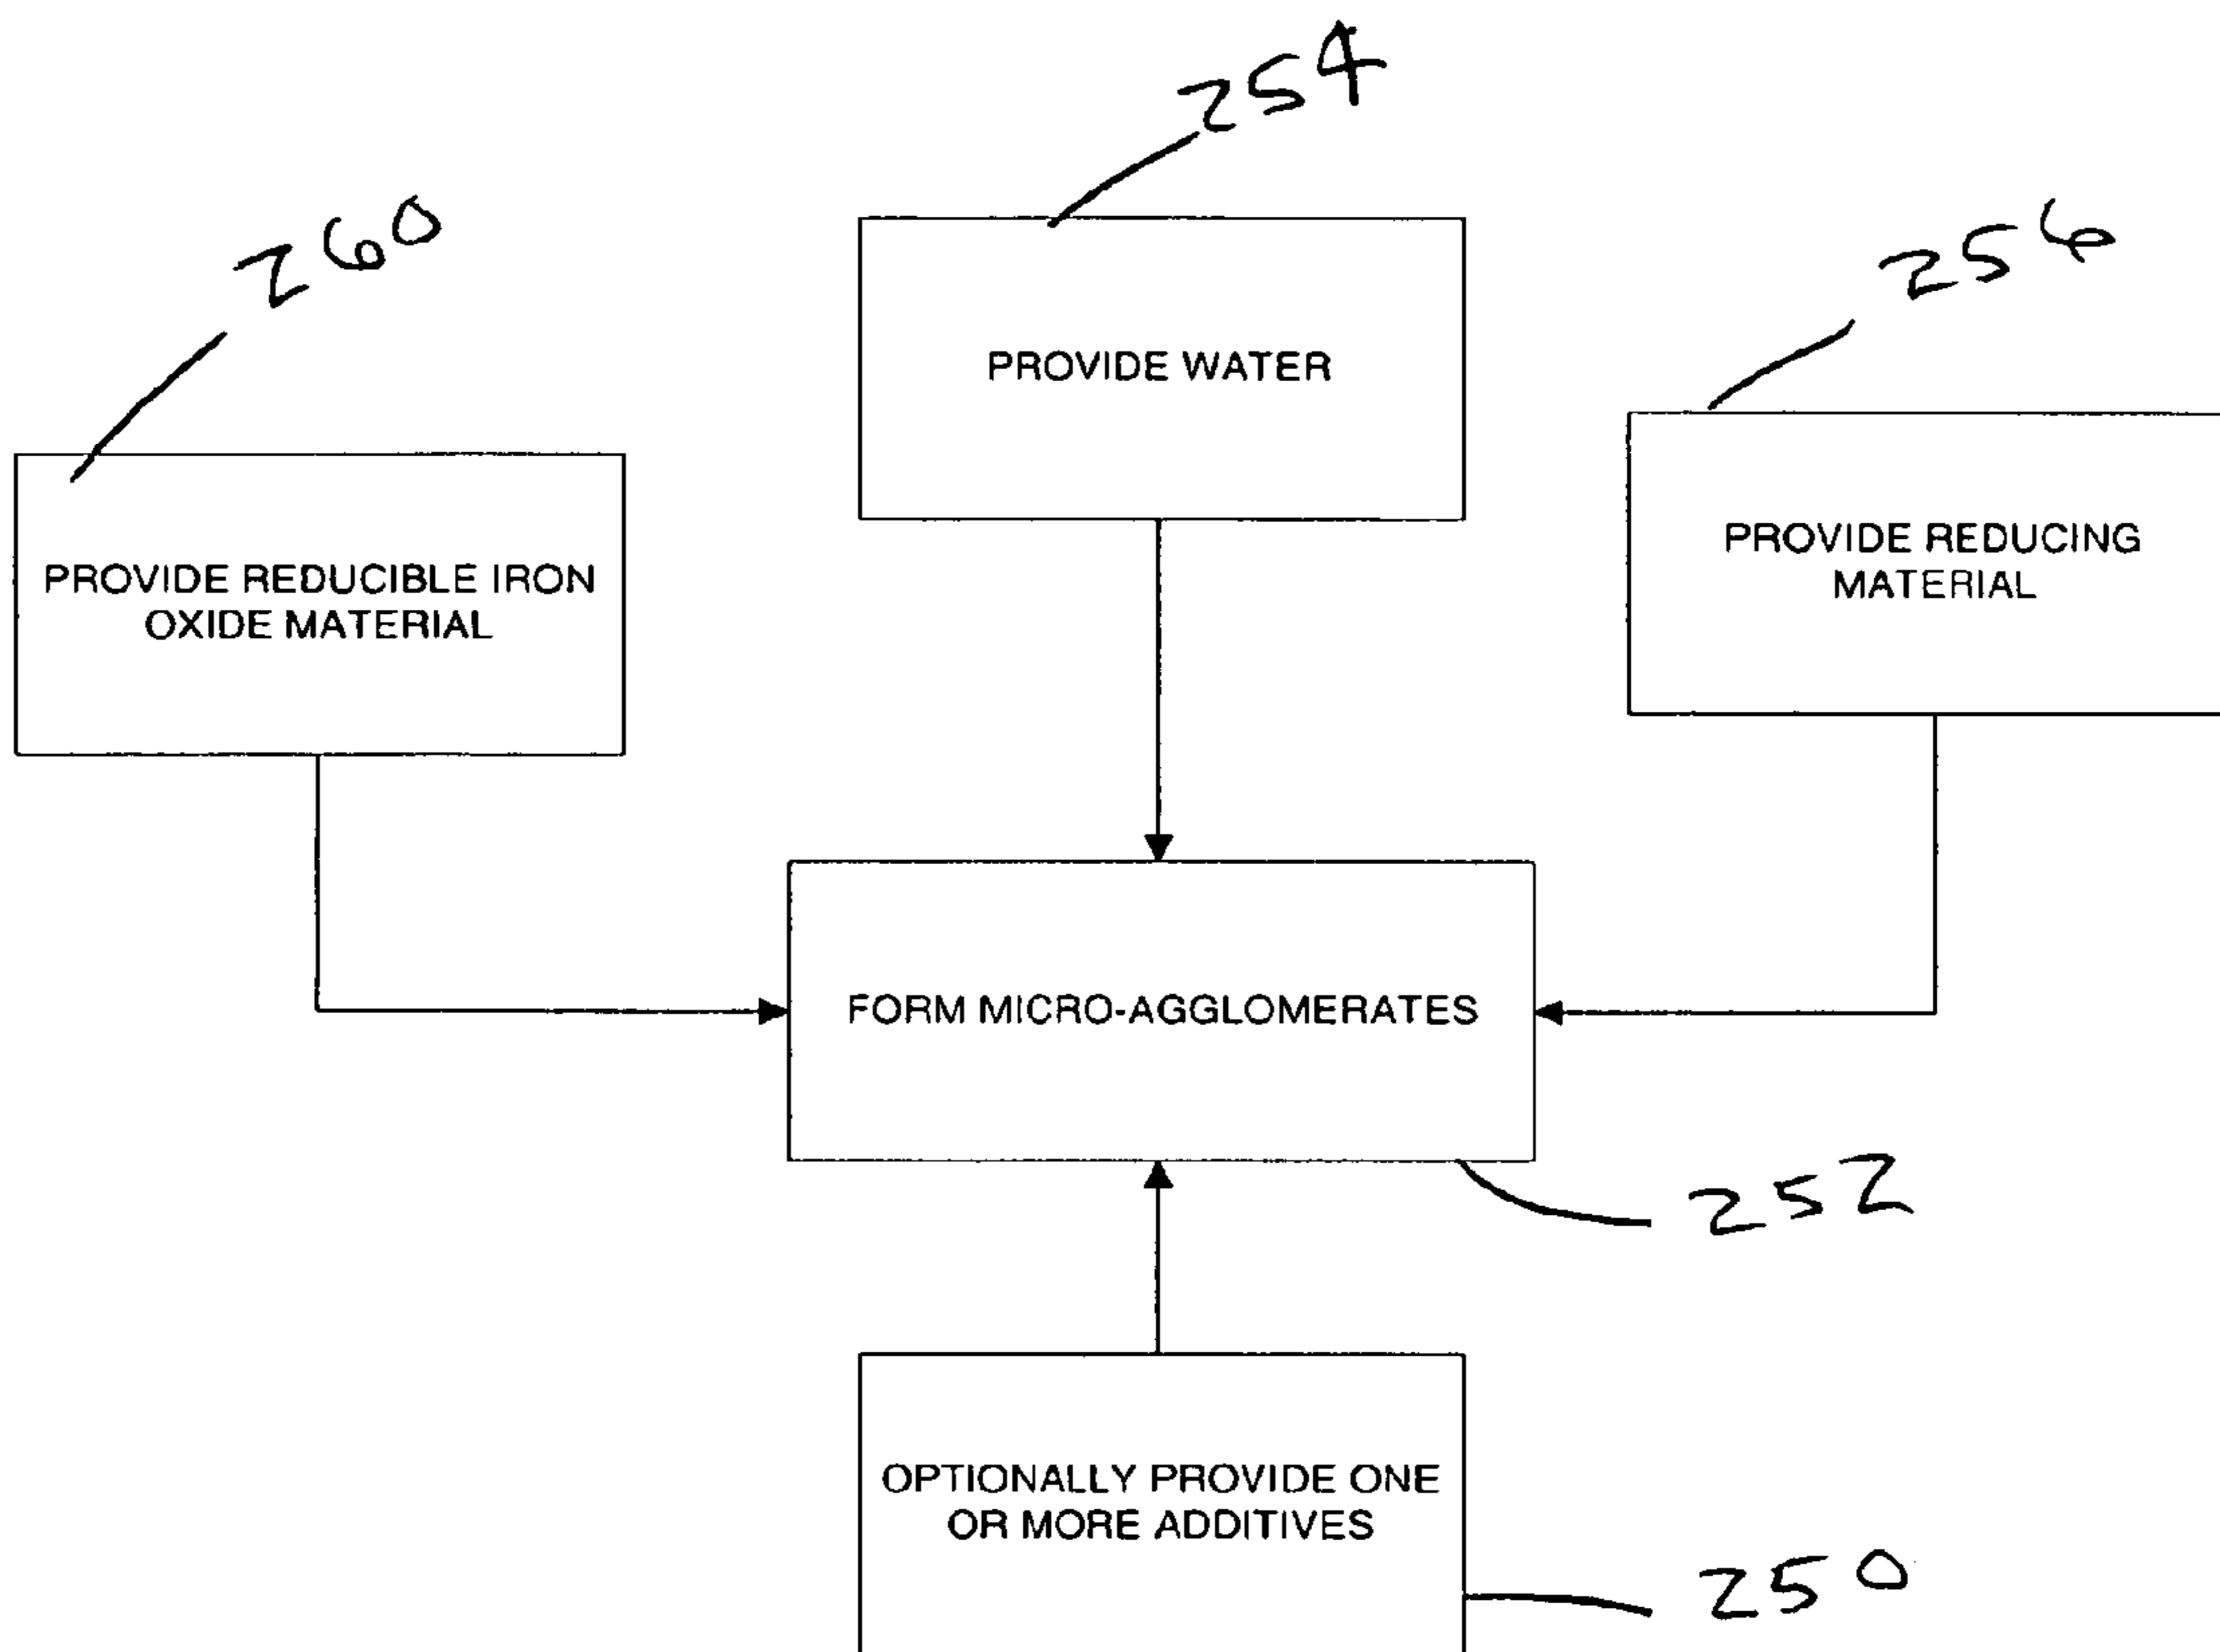 254
260
256
PROVIDE WATER
PROVIDE REDUCING
MATERIAL
PROVIDE REDUCIBLE IRON
OXIDE MATERIAL
FORM MICRO-AGGLOMERATES
252
OPTIONALLY PROVIDE ONE
OR MORE ADDITIVES
250